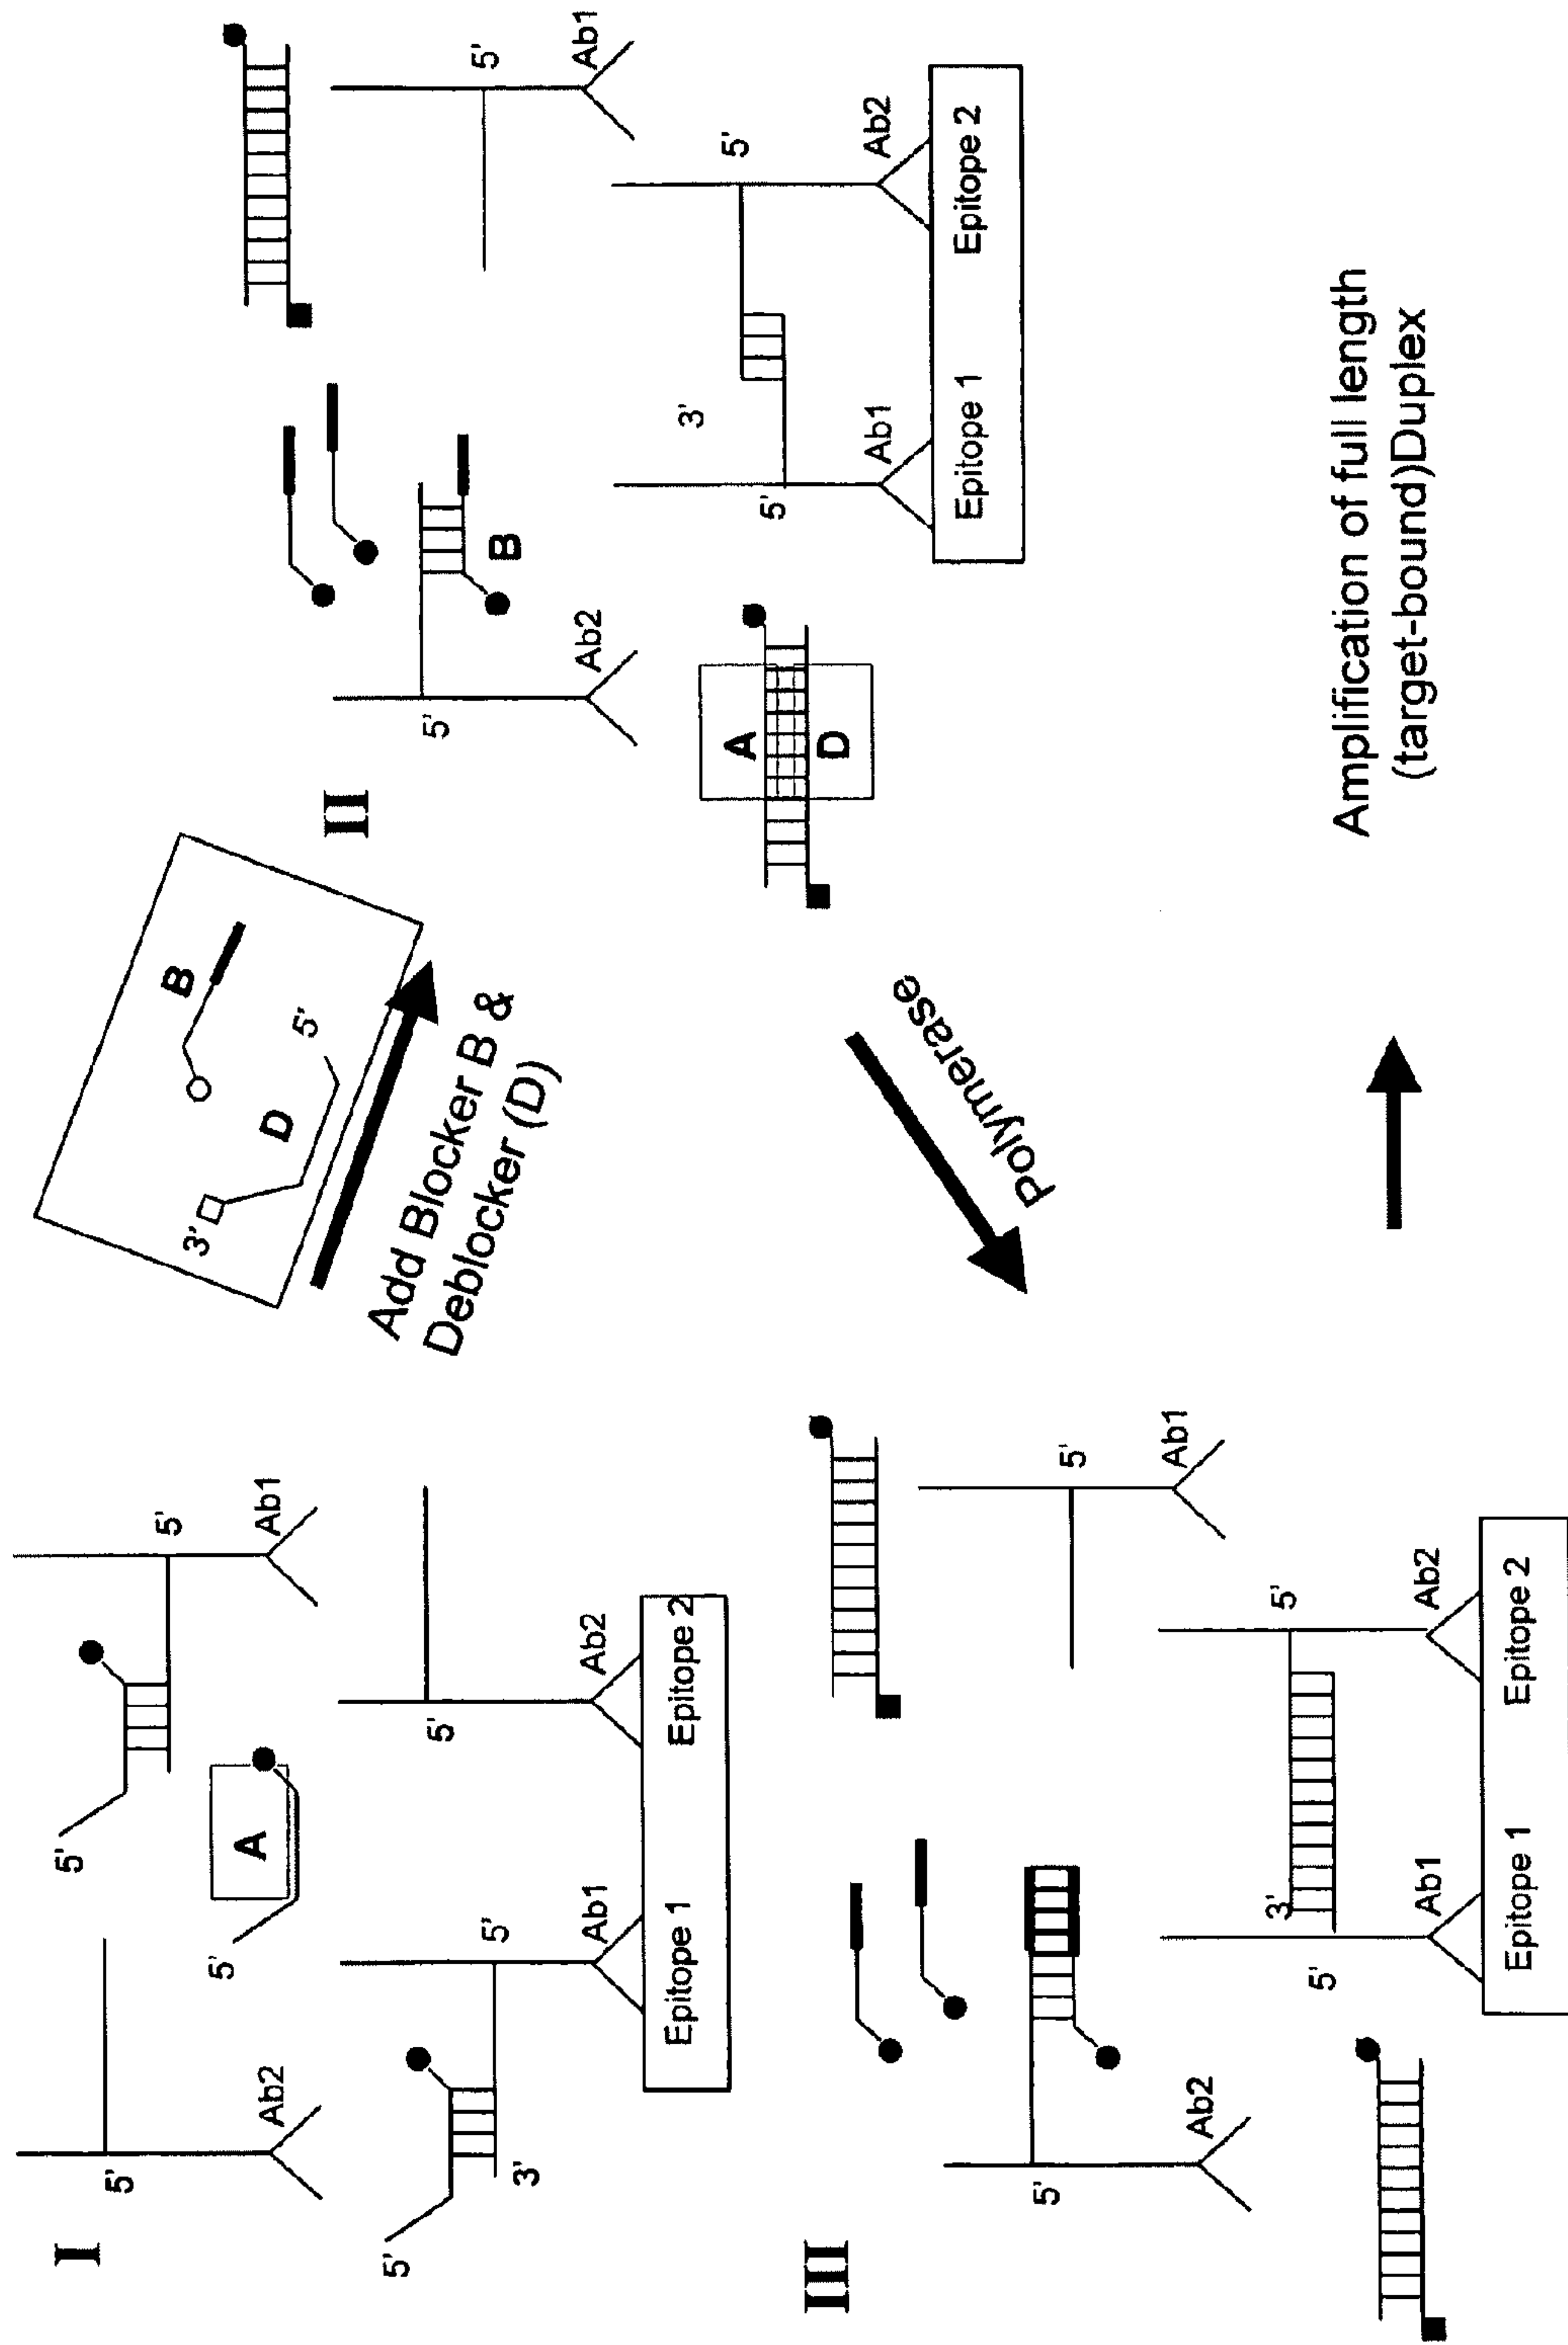 I
5'
Ab2
5'
A
5'
5'
Ab1
5'
3'
5'
Ab1
5'
Ab2
Epitope 1
Epitope 2
3'
D
B
5'
Add Blocker B &
Deblocker (D)
II
5'
Ab2
B
5'
Ab1
A
D
3'
5'
5'
Ab1
Ab2
Epitope 1
Epitope 2
Polymerase
III
5'
Ab2
5'
Ab1
3'
5'
5'
Ab1
Ab2
Epitope 1
Epitope 2
Amplification of full length
(target-bound)Duplex